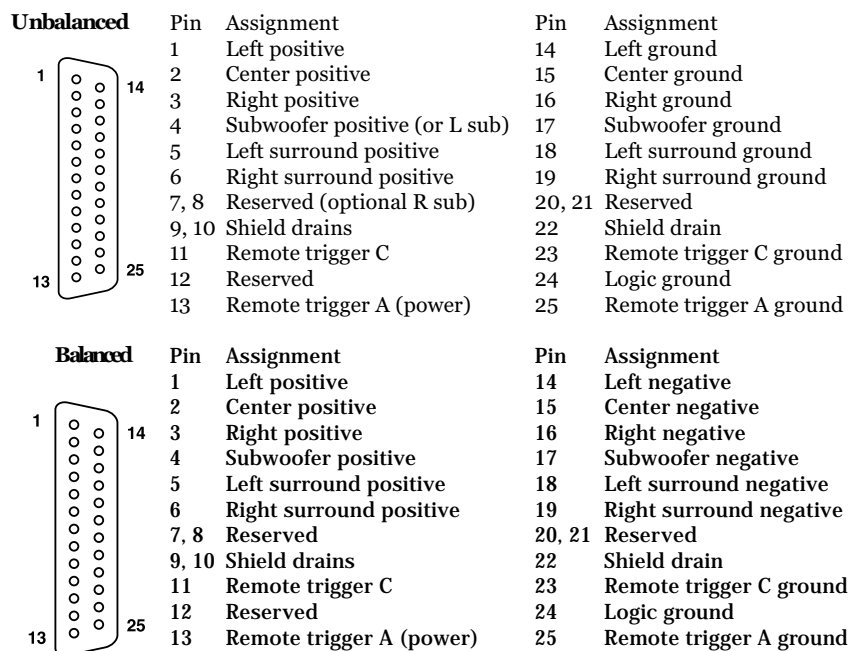 Unbalanced Pin Assignment Pin Assignment
1 Left positive 14 Left ground
1 14 2 Center positive 15 Center ground
3 Right positive 16 Right ground
4 Subwoofer positive (or L sub) 17 Subwoofer ground
5 Left surround positive 18 Left surround ground
6 Right surround positive 19 Right surround ground
7, 8 Reserved (optional R sub) 20, 21 Reserved
9, 10 Shield drains 22 Shield drain
11 Remote trigger C 23 Remote trigger C ground
13 25 12 Reserved 24 Logic ground
13 Remote trigger A (power) 25 Remote trigger A ground
Balanced Pin Assignment Pin Assignment
1 Left positive 14 Left negative
2 Center positive 15 Center negative
1 14 3 Right positive 16 Right negative
4 Subwoofer positive 17 Subwoofer negative
5 Left surround positive 18 Left surround negative
6 Right surround positive 19 Right surround negative
7, 8 Reserved 20, 21 Reserved
9, 10 Shield drains 22 Shield drain
11 Remote trigger C 23 Remote trigger C ground
12 Reserved 24 Logic ground
13 25 13 Remote trigger A (power) 25 Remote trigger A ground